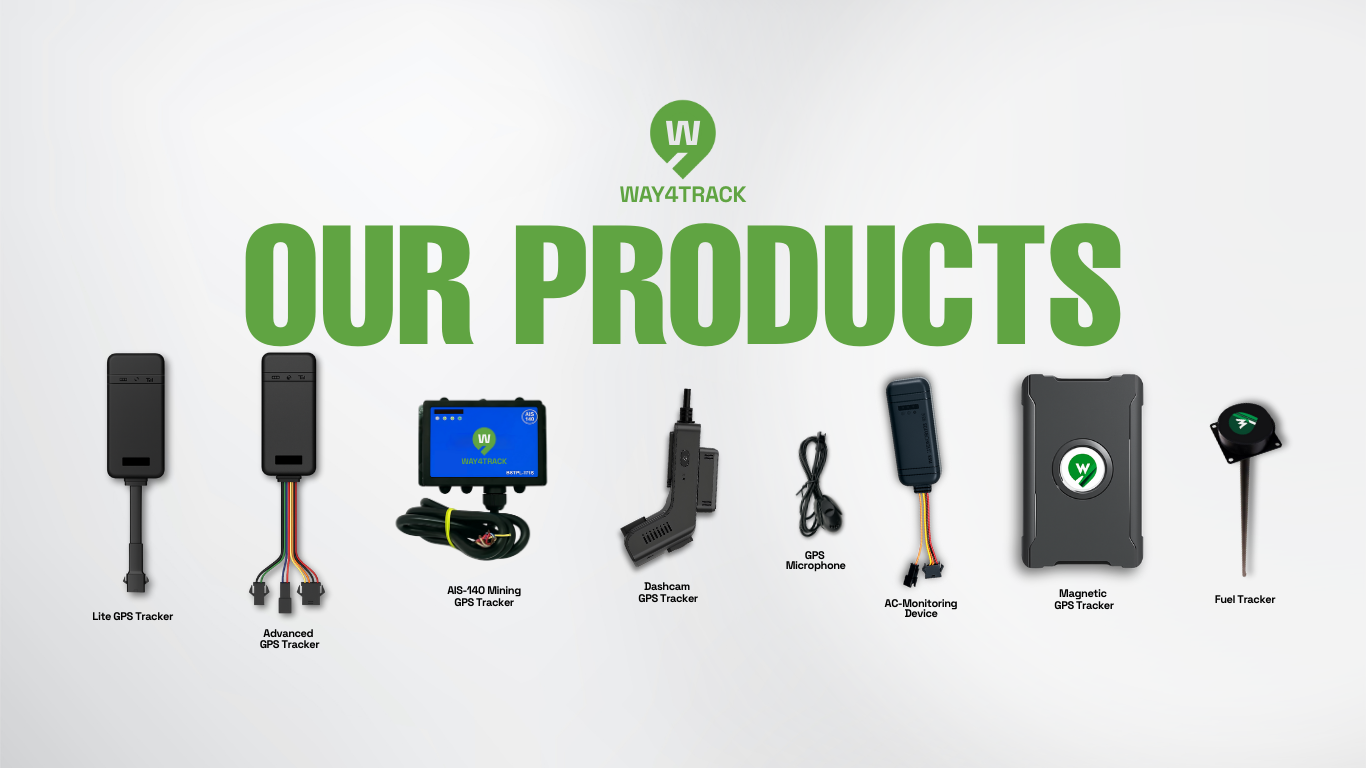 W
WAY4TRACK
OUR PRODUCTS
AIS
140
W
WAY4TRACK
W
Lite GPS Tracker
Advanced
GPS Tracker
AIS-140 Mining
GPS Tracker
Dashcam
GPS Tracker
GPS
Microphone
AC-Monitoring
Device
Magnetic
GPS Tracker
Fuel Tracker